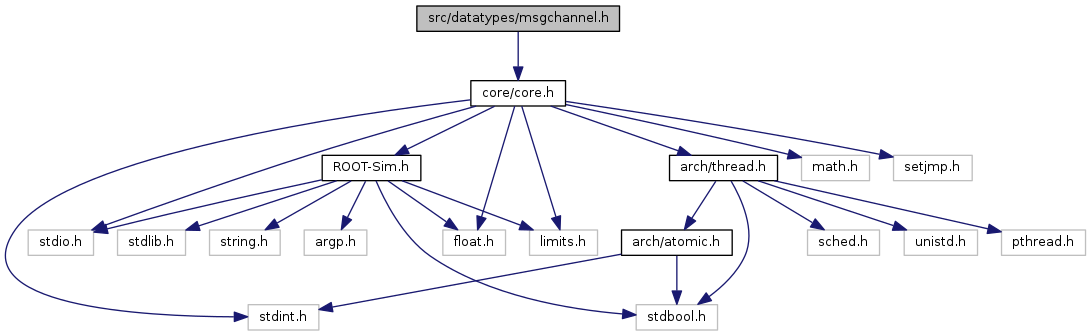 src/datatypes/msgchannel.h
core/core.h
ROOT-Sim.h
arch/thread.h
math.h
setjmp.h
stdio.h
stdlib.h
string.h
argp.h
float.h
limits.h
arch/atomic.h
sched.h
unistd.h
pthread.h
stdint.h
stdbool.h